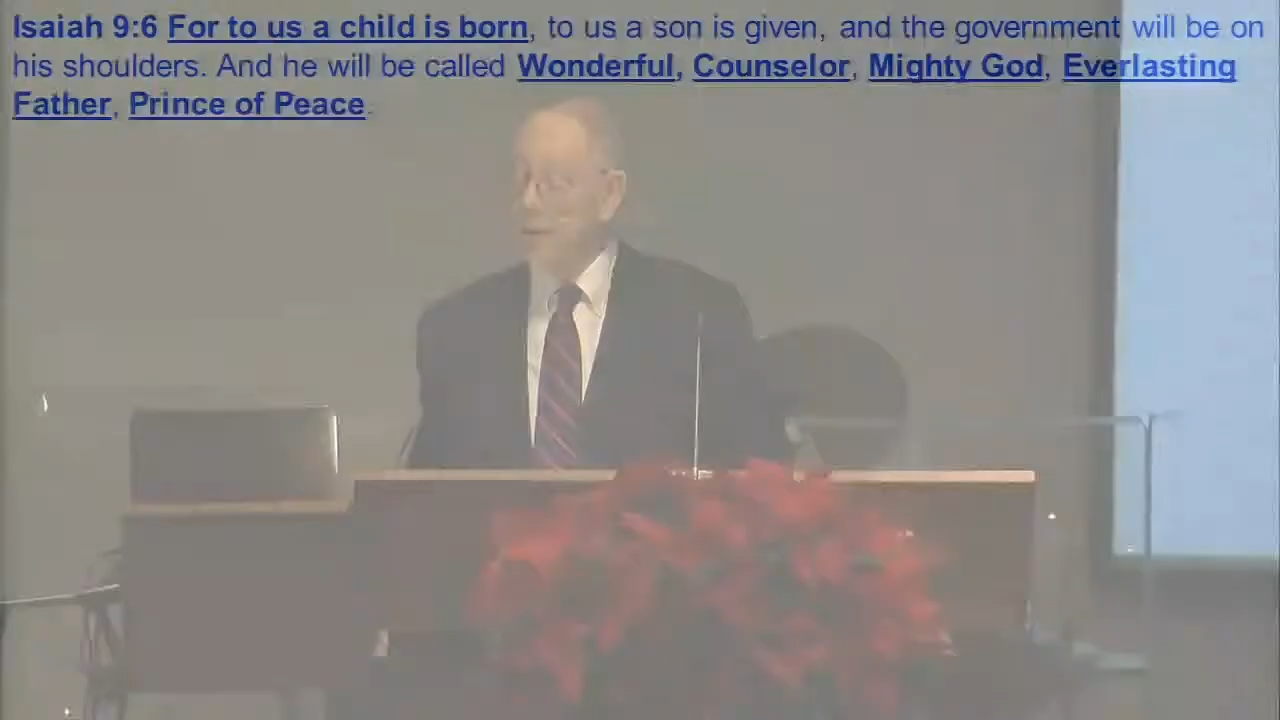 Isaiah 9:6 For to us a child is born, to us a son is given, and the government will be on
his shoulders. And he will be called Wonderful, Counselor, Mighty God, Everlasting
Father, Prince of Peace.